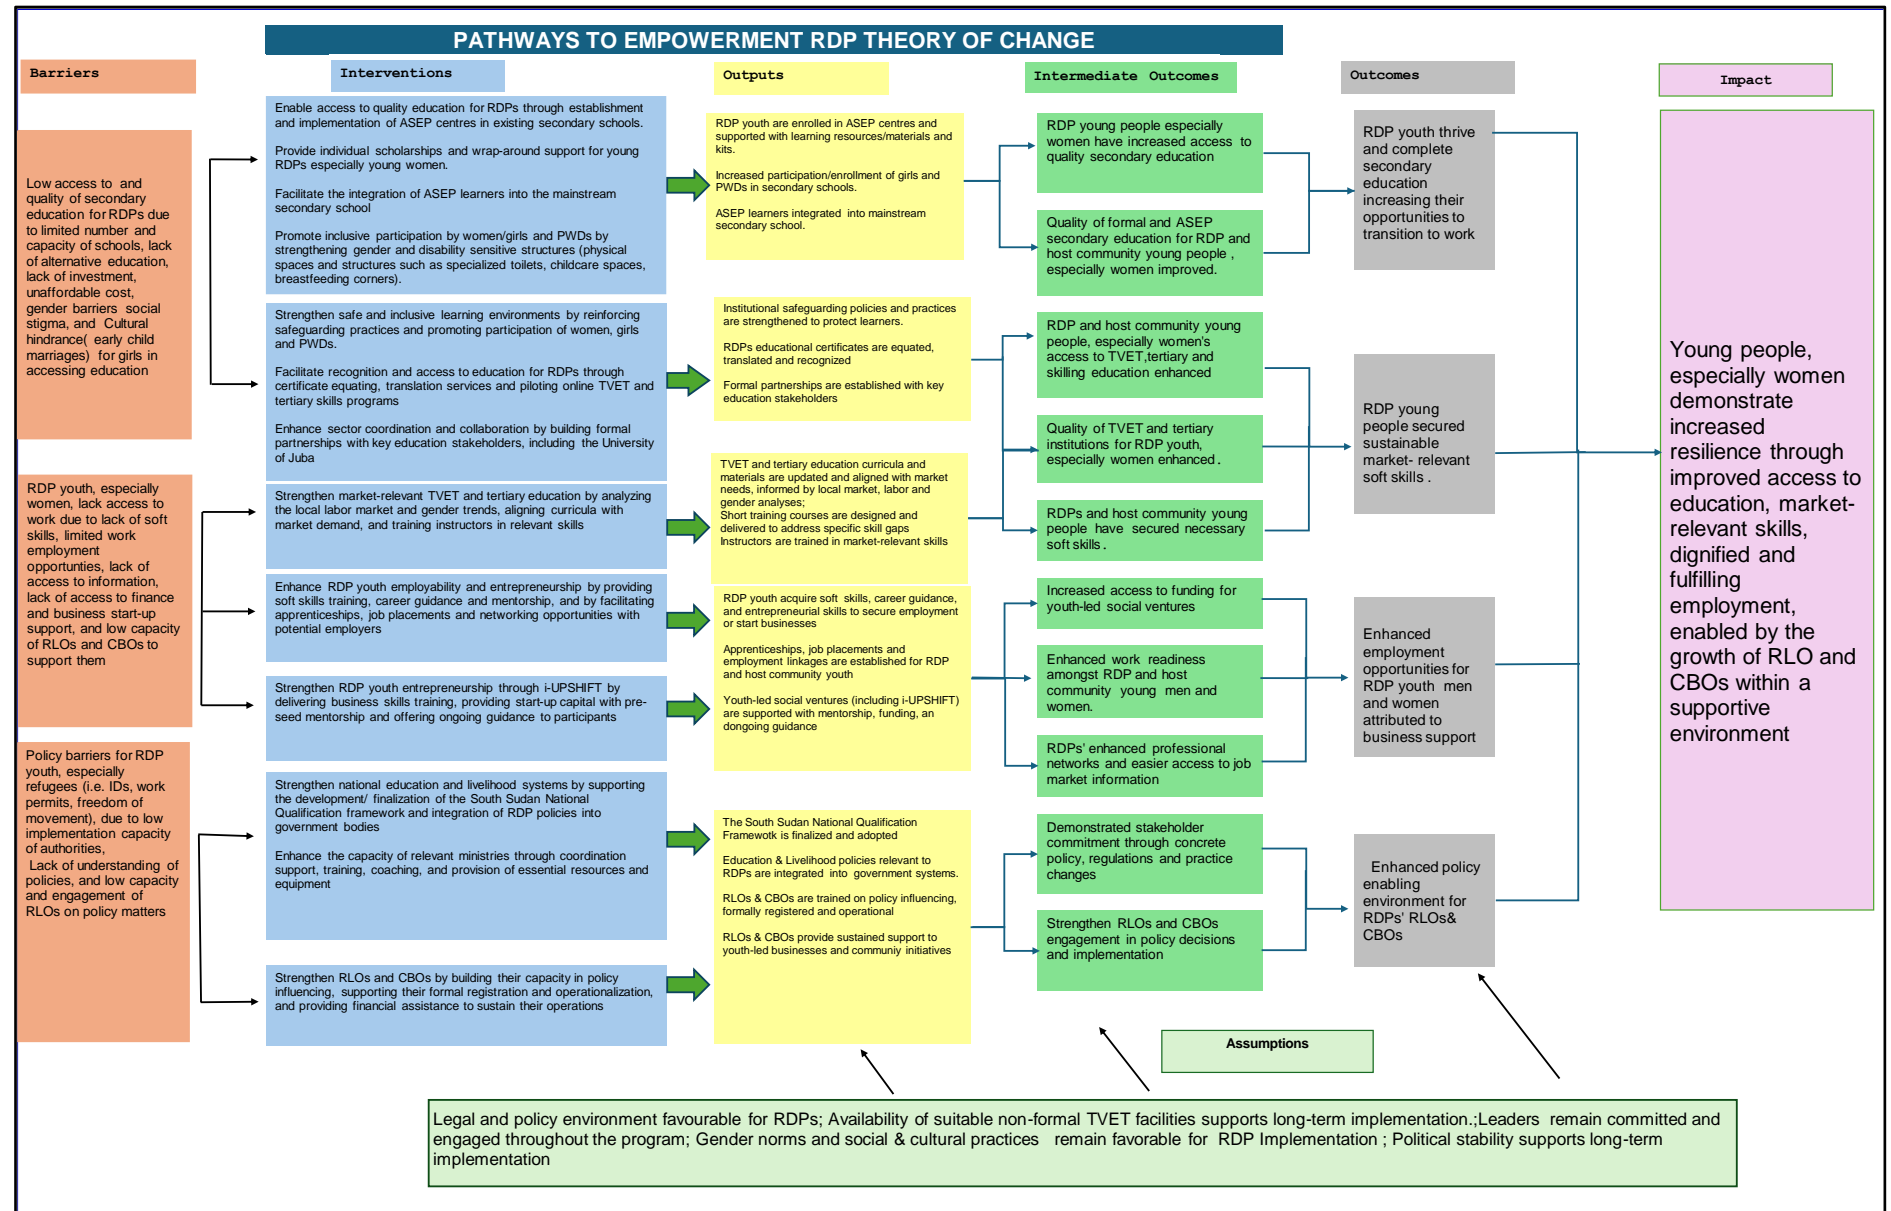 PATHWAYS TO EMPOWERMENT RDP THEORY OF CHANGE
Barriers
Interventions
Outputs
Intermediate Outcomes
Outcomes
Impact
Low access to and
quality of secondary
education for RDPs due
to limited number and
capacity of schools, lack
of alternative education,
lack of investment,
unaffordable cost,
gender barriers social
stigma, and Cultural
hindrance( early child
marriages) for girls in
accessing education
RDP youth, especially
women, lack access to
work due to lack of soft
skills, limited work
employment
opportunties, lack of
access to information,
lack of access to finance
and business start-up
support, and low capacity
of RLOs and CBOs to
support them
Policy barriers for RDP
youth, especially
refugees (i.e. IDs, work
permits, freedom of
movement), due to low
implementation capacity
of authorities,
Lack of understanding of
policies, and low capacity
and engagement of
RLOs on policy matters
Enable access to quality education for RDPs through establishment
and implementation of ASEP centres in existing secondary schools.
Provide individual scholarships and wrap-around support for young
RDPs especially young women.
Facilitate the integration of ASEP learners into the mainstream
secondary school
Promote inclusive participation by women/girls and PWDs by
strengthening gender and disability sensitive structures (physical
spaces and structures such as specialized toilets, childcare spaces,
breastfeeding corners).
Strengthen safe and inclusive learning environments by reinforcing
safeguarding practices and promoting participation of women, girls
and PWDs.
Facilitate recognition and access to education for RDPs through
certificate equating, translation services and piloting online TVET and
tertiary skills programs
Enhance sector coordination and collaboration by building formal
partnerships with key education stakeholders, including the University
of Juba
Strengthen market-relevant TVET and tertiary education by analyzing
the local labor market and gender trends, aligning curricula with
market demand, and training instructors in relevant skills
Enhance RDP youth employability and entrepreneurship by providing
soft skills training, career guidance and mentorship, and by facilitating
apprenticeships, job placements and networking opportunities with
potential employers
Strengthen RDP youth entrepreneurship through i-UPSHIFT by
delivering business skills training, providing start-up capital with pre-
seed mentorship and offering ongoing guidance to participants
Strengthen national education and livelihood systems by supporting
the development/ finalization of the South Sudan National
Qualification framework and integration of RDP policies into
government bodies
Enhance the capacity of relevant ministries through coordination
support, training, coaching, and provision of essential resources and
equipment
Strengthen RLOs and CBOs by building their capacity in policy
influencing, supporting their formal registration and operationalization,
and providing financial assistance to sustain their operations
RDP youth are enrolled in ASEP centres and
supported with learning resources/materials and
kits.
Increased participation/enrollment of girls and
PWDs in secondary schools.
ASEP learners integrated into mainstream
secondary school.
Institutional safeguarding policies and practices
are strengthened to protect learners.
RDPs educational certificates are equated,
translated and recognized
Formal partnerships are established with key
education stakeholders
TVET and tertiary education curricula and
materials are updated and aligned with market
needs, informed by local market, labor and
gender analyses;
Short training courses are designed and
delivered to address specific skill gaps
Instructors are trained in market-relevant skills
RDP youth acquire soft skills, career guidance,
and entrepreneurial skills to secure employment
or start businesses
Apprenticeships, job placements and
employment linkages are established for RDP
and host community youth
Youth-led social ventures (including i-UPSHIFT)
are supported with mentorship, funding, an
dongoing guidance
The South Sudan National Qualification
Framewotk is finalized and adopted
Education & Livelihood policies relevant to
RDPs are integrated into government systems.
RLOs & CBOs are trained on policy influencing,
formally registered and operational
RLOs & CBOs provide sustained support to
youth-led businesses and communiy initiatives
RDP young people especially
women have increased access to
quality secondary education
Quality of formal and ASEP
secondary education for RDP and
host community young people ,
especially women improved.
RDP and host community young
people, especially women's
access to TVET,tertiary and
skilling education enhanced
Quality of TVET and tertiary
institutions for RDP youth,
especially women enhanced .
RDPs and host community young
people have secured necessary
soft skills .
Increased access to funding for
youth-led social ventures
Enhanced work readiness
amongst RDP and host
community young men and
women.
RDPs' enhanced professional
networks and easier access to job
market information
Demonstrated stakeholder
commitment through concrete
policy, regulations and practice
changes
Strengthen RLOs and CBOs
engagement in policy decisions
and implementation
RDP youth thrive
and complete
secondary
education
increasing their
opportunities to
transition to work
RDP young
people secured
sustainable
market- relevant
soft skills .
Enhanced
employment
opportunities for
RDP youth men
and women
attributed to
business support
Enhanced policy
enabling
environment for
RDPs' RLOs&
CBOs
Young people,
especially women
demonstrate
increased
resilience through
improved access to
education, market-
relevant skills,
dignified and
fulfilling
employment,
enabled by the
growth of RLO and
CBOs within a
supportive
environment
Assumptions
Legal and policy environment favourable for RDPs; Availability of suitable non-formal TVET facilities supports long-term implementation.;Leaders remain committed and
engaged throughout the program; Gender norms and social & cultural practices remain favorable for RDP Implementation ; Political stability supports long-term
implementation